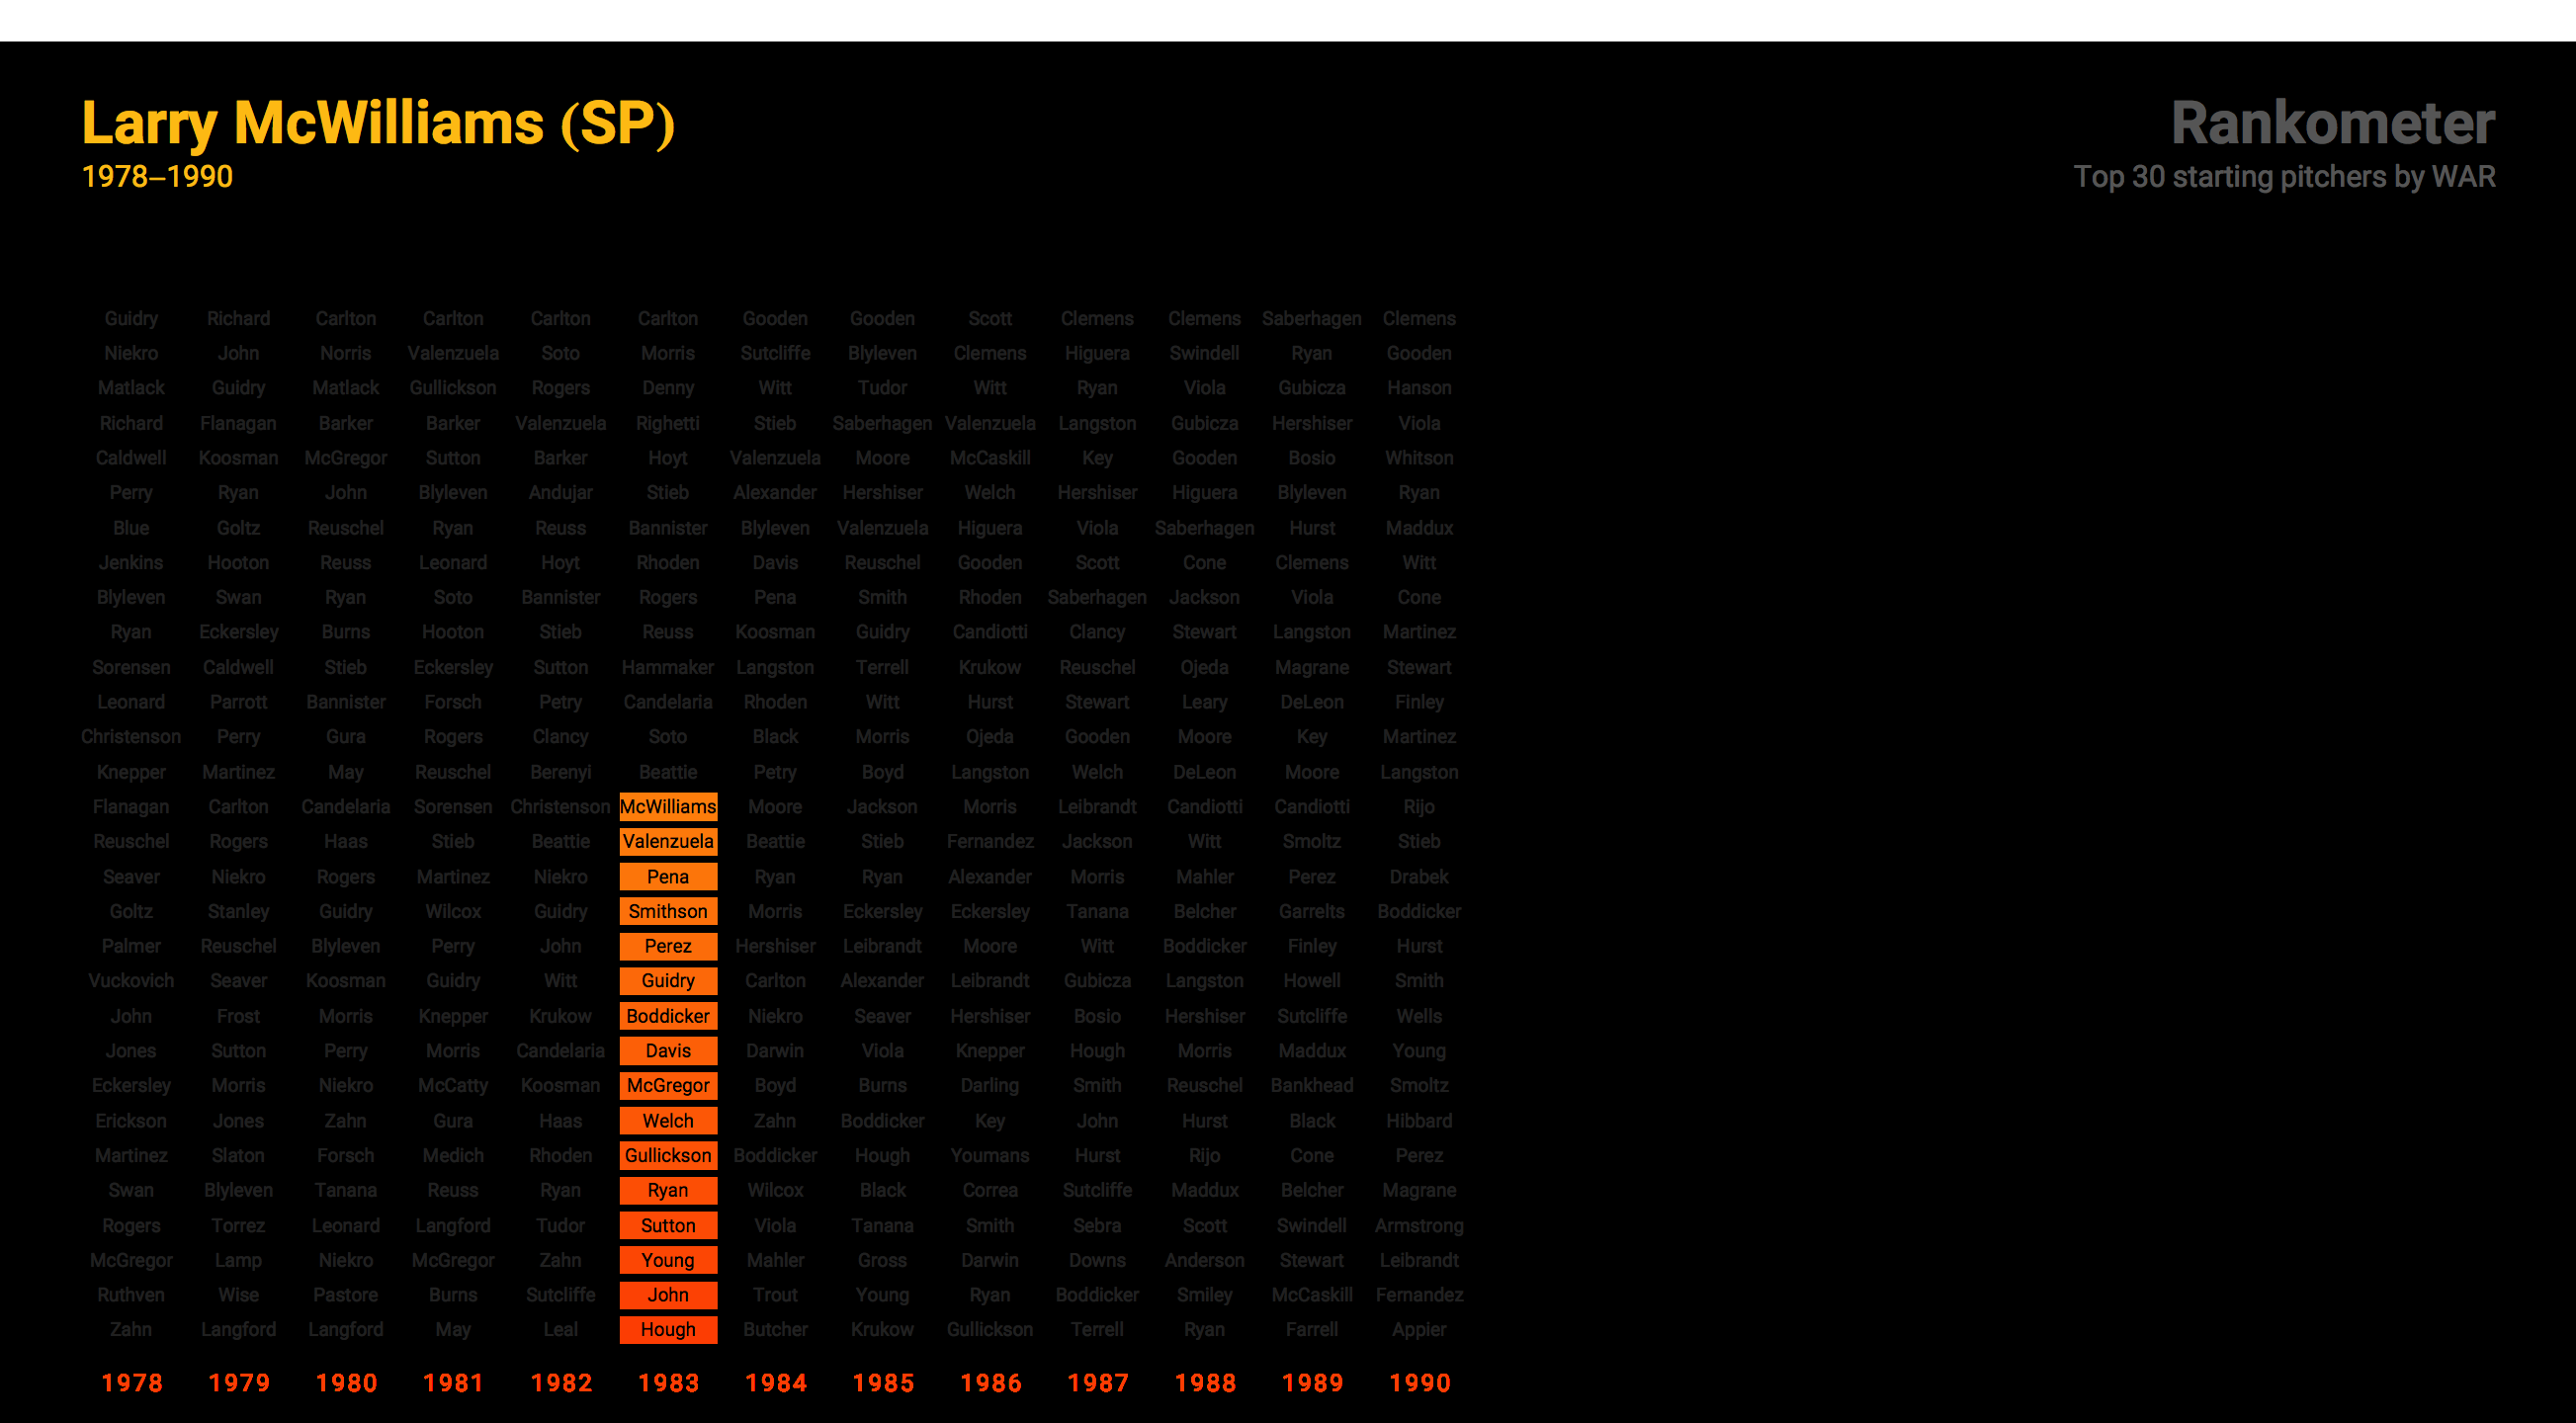 Larry McWilliams (SP)
1978–1990
Rankometer
Top 30 starting pitchers by WAR
Guidry Richard Carlton Carlton Carlton Carlton Gooden Gooden Scott Clemens Clemens Saberhagen Clemens
Niekro John Norris Valenzuela Soto Morris Sutcliffe Blyleven Clemens Higuera Swindell Ryan Gooden
Matlack Guidry Matlack Gullickson Rogers Denny Witt Tudor Witt Ryan Viola Gubicza Hanson
Richard Flanagan Barker Barker Valenzuela Righetti Stieb Saberhagen Valenzuela Langston Gubicza Hershiser Viola
Caldwell Koosman McGregor Sutton Barker Hoyt Valenzuela Moore McCaskill Key Gooden Bosio Whitson
Perry Ryan John Blyleven Andujar Stieb Alexander Hershiser Welch Hershiser Higuera Blyleven Ryan
Blue Goltz Reuschel Ryan Reuss Bannister Blyleven Valenzuela Higuera Viola Saberhagen Hurst Maddux
Jenkins Hooton Reuss Leonard Hoyt Rhoden Davis Reuschel Gooden Scott Cone Clemens Witt
Blyleven Swan Ryan Soto Bannister Rogers Pena Smith Rhoden Saberhagen Jackson Viola Cone
Ryan Eckersley Burns Hooton Stieb Reuss Koosman Guidry Candiotti Clancy Stewart Langston Martinez
Sorensen Caldwell Stieb Eckersley Sutton Hammaker Langston Terrell Krukow Reuschel Ojeda Magrane Stewart
Leonard Parrott Bannister Forsch Petry Candelaria Rhoden Witt Hurst Stewart Leary DeLeon Finley
Christenson Perry Gura Rogers Clancy Soto Black Morris Ojeda Gooden Moore Key Martinez
Knepper Martinez May Reuschel Berenyi Beattie Petry Boyd Langston Welch DeLeon Moore Langston
Flanagan Carlton Candelaria Sorensen Christenson McWilliams Moore Jackson Morris Leibrandt Candiotti Candiotti Rijo
Reuschel Rogers Haas Stieb Beattie Valenzuela Beattie Stieb Fernandez Jackson Witt Smoltz Stieb
Seaver Niekro Rogers Martinez Niekro Pena Ryan Ryan Alexander Morris Mahler Perez Drabek
Goltz Stanley Guidry Wilcox Guidry Smithson Morris Eckersley Eckersley Tanana Belcher Garrelts Boddicker
Palmer Reuschel Blyleven Perry John Perez Hershiser Leibrandt Moore Witt Boddicker Finley Hurst
Vuckovich Seaver Koosman Guidry Witt Guidry Carlton Alexander Leibrandt Gubicza Langston Howell Smith
John Frost Morris Knepper Krukow Boddicker Niekro Seaver Hershiser Bosio Hershiser Sutcliffe Wells
Jones Sutton Perry Morris Candelaria Davis Darwin Viola Knepper Hough Morris Maddux Young
Eckersley Morris Niekro McCatty Koosman McGregor Boyd Burns Darling Smith Reuschel Bankhead Smoltz
Erickson Jones Zahn Gura Haas Welch Zahn Boddicker Key John Hurst Black Hibbard
Martinez Slaton Forsch Medich Rhoden Gullickson Boddicker Hough Youmans Hurst Rijo Cone Perez
Swan Blyleven Tanana Reuss Ryan Ryan Wilcox Black Correa Sutcliffe Maddux Belcher Magrane
Rogers Torrez Leonard Langford Tudor Sutton Viola Tanana Smith Sebra Scott Swindell Armstrong
McGregor Lamp Niekro McGregor Zahn Young Mahler Gross Darwin Downs Anderson Stewart Leibrandt
Ruthven Wise Pastore Burns Sutcliffe John Trout Young Ryan Boddicker Smiley McCaskill Fernandez
Zahn Langford Langford May Leal Hough Butcher Krukow Gullickson Terrell Ryan Farrell Appier
1978 1979 1980 1981 1982 1983 1984 1985 1986 1987 1988 1989 1990